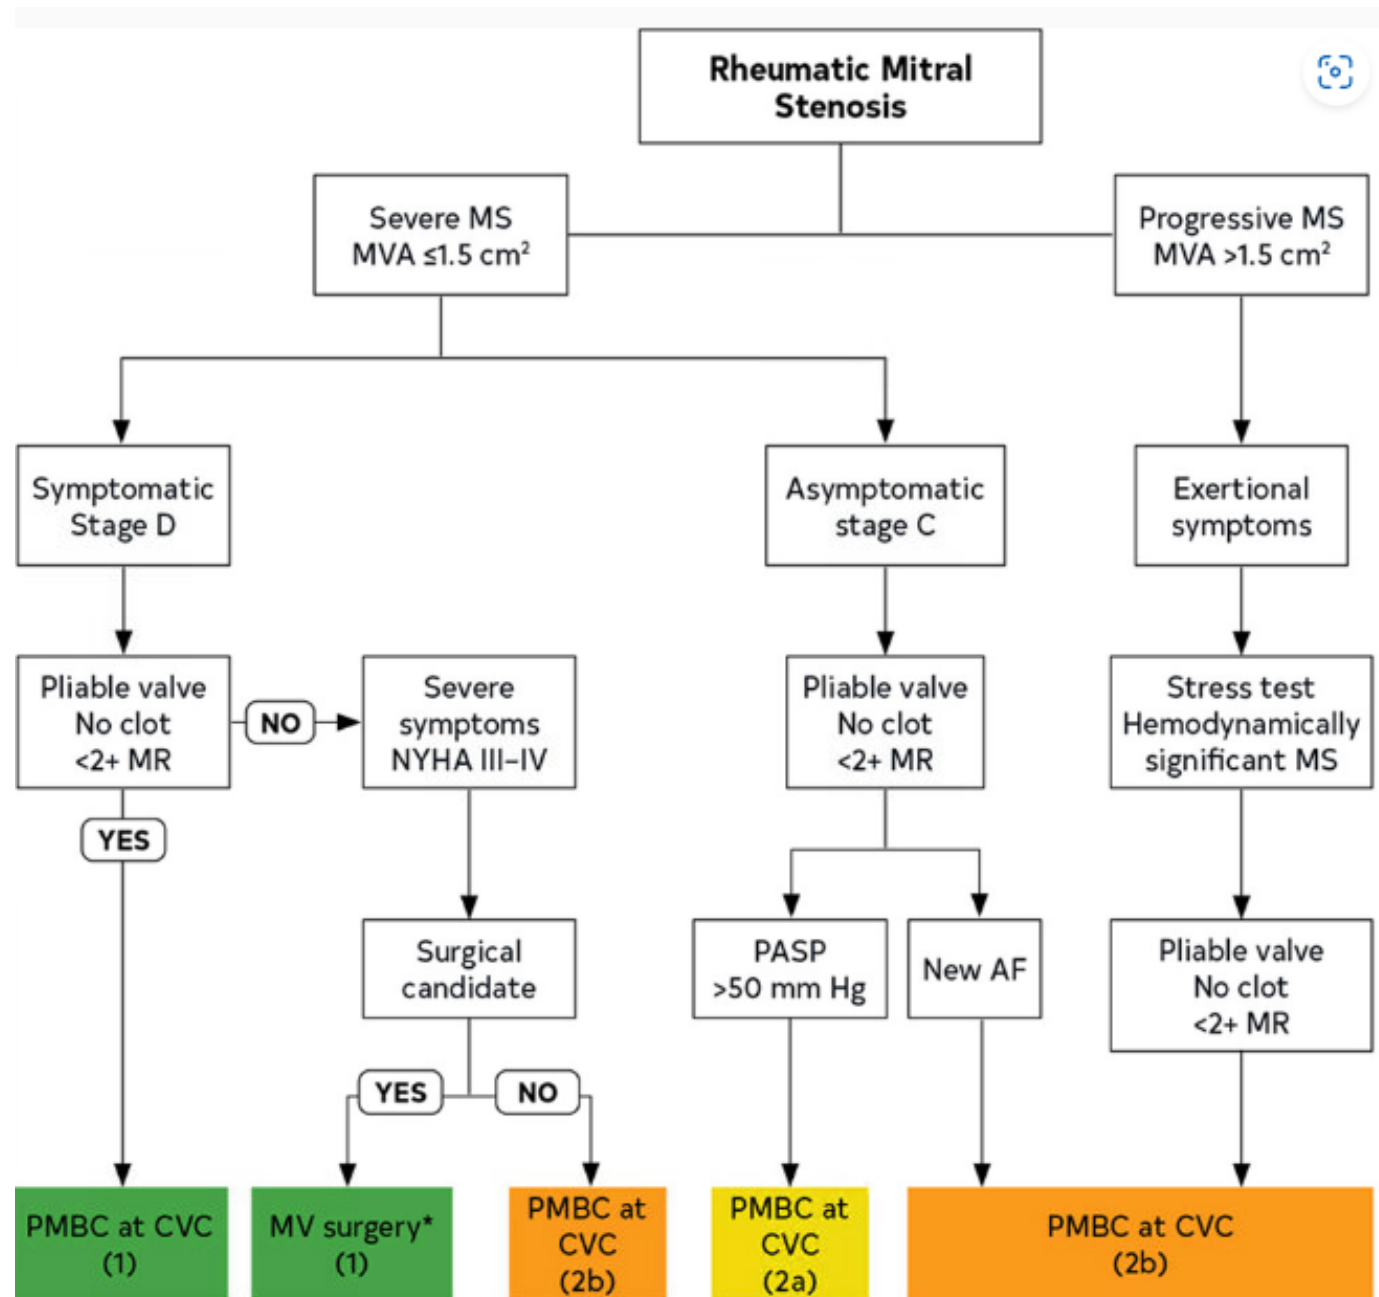 Rheumatic Mitral
Stenosis
Severe MS
MVA ≤1.5 cm²
Progressive MS
MVA >1.5 cm²
Symptomatic
Stage D
Asymptomatic
stage C
Exertional
symptoms
Pliable valve
No clot
<2+ MR
NO
Severe
symptoms
NYHA III–IV
Pliable valve
No clot
<2+ MR
Stress test
Hemodynamically
significant MS
YES
Surgical
candidate
PASP
>50 mm Hg
New AF
Pliable valve
No clot
<2+ MR
YES
NO
PMBC at CVC
(1)
MV surgery*
(1)
PMBC at
CVC
(2b)
PMBC at
CVC
(2a)
PMBC at CVC
(2b)